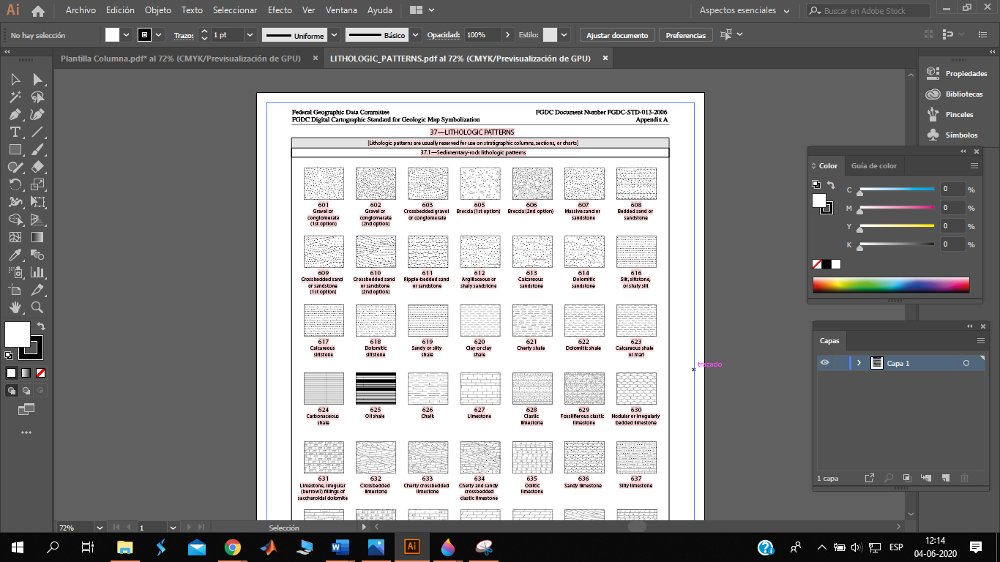 Ai
Archivo Edición Objeto Texto Seleccionar Efecto Ver Ventana Ayuda
Aspectos esenciales
Buscar en Adobe Stock
No hay selección
Trazo: 1 pt
Uniforme
Básico
Opacidad: 100%
Estilo:
Ajustar documento
Preferencias
Plantilla Columna.pdf* al 72% (CMYK/Previsualización de GPU)
LITHOLOGIC_PATTERNS.pdf al 72% (CMYK/Previsualización de GPU)
Propiedades
Bibliotecas
Pinceles
Símbolos
Federal Geographic Data Committee
FGDC Document Number FGDC-STD-013-2006
FGDC Digital Cartographic Standard for Geologic Map Symbolization
Appendix A
37—LITHOLOGIC PATTERNS
[Lithologic patterns are usually reserved for use on stratigraphic columns, sections, or charts]
37.1—Sedimentary-rock lithologic patterns
601
Gravel or
conglomerate
(1st option)
602
Gravel or
conglomerate
(2nd option)
603
Crossbedded gravel
or conglomerate
605
Breccia (1st option)
606
Breccia (2nd option)
607
Massive sand or
sandstone
608
Bedded sand or
sandstone
609
Crossbedded sand
or sandstone
(1st option)
610
Crossbedded sand
or sandstone
(2nd option)
611
Ripple-bedded sand
or sandstone
612
Argillaceous or
shaly sandstone
613
Calcareous
sandstone
614
Dolomitic
sandstone
616
Silt, siltstone,
or shaly silt
617
Calcareous
siltstone
618
Dolomitic
siltstone
619
Sandy or silty
shale
620
Clay or clay
shale
621
Cherty shale
622
Dolomitic shale
623
Calcareous shale
or marl
624
Carbonaceous
shale
625
Oil shale
626
Chalk
627
Limestone
628
Clastic
limestone
629
Fossiliferous clastic
limestone
630
Nodular or irregularly
bedded limestone
631
Limestone, irregular
(burrow?) fillings of
saccharoidal dolomite
632
Crossbedded
limestone
633
Cherty crossbedded
limestone
634
Cherty and sandy
crossbedded
clastic limestone
635
Oolitic
limestone
636
Sandy limestone
637
Silty limestone
trazado
Color
Guía de color
C 0 %
M 0 %
Y 0 %
K 0 %
Capas
Capa 1
1 capa
72%
1
Selección
Ai
ESP
12:14
04-06-2020